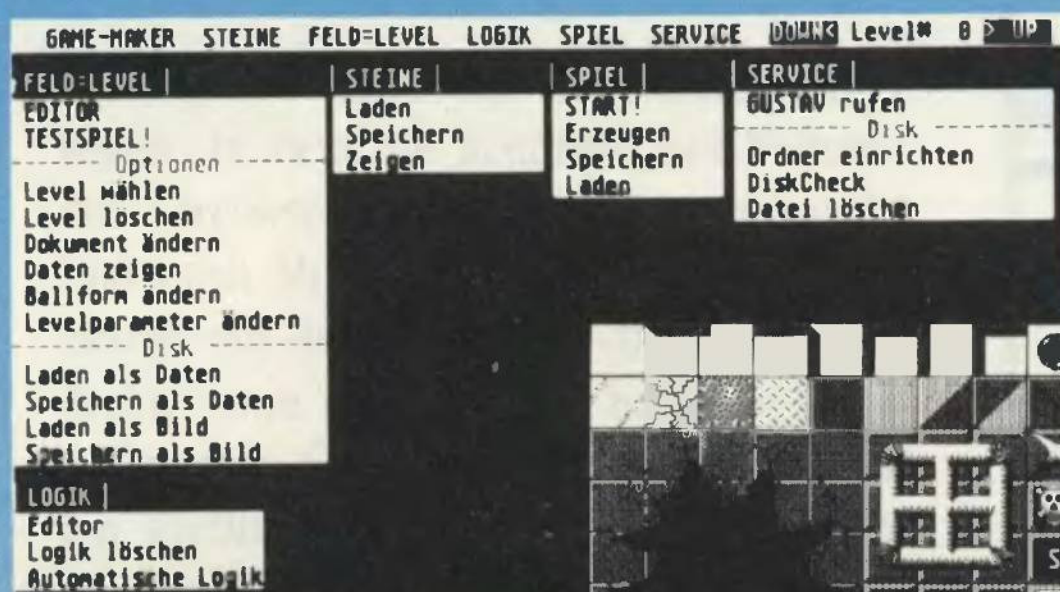 GAME-MAKER STEINE FELD=LEVEL LOGIK SPIEL SERVICE DOWN< Level# 0 > UP
FELD=LEVEL
EDITOR
TESTSPIEL!
Optionen
Level wählen
Level löschen
Dokument ändern
Daten zeigen
Ballform ändern
Levelparameter ändern
Disk
Laden als Daten
Speichern als Daten
Laden als Bild
Speichern als Bild
LOGIK
Editor
Logik löschen
Automatische Logik
STEINE
Laden
Speichern
Zeigen
SPIEL
START!
Erzeugen
Speichern
Laden
SERVICE
GUSTAV rufen
Disk
Ordner einrichten
DiskCheck
Datei löschen
S